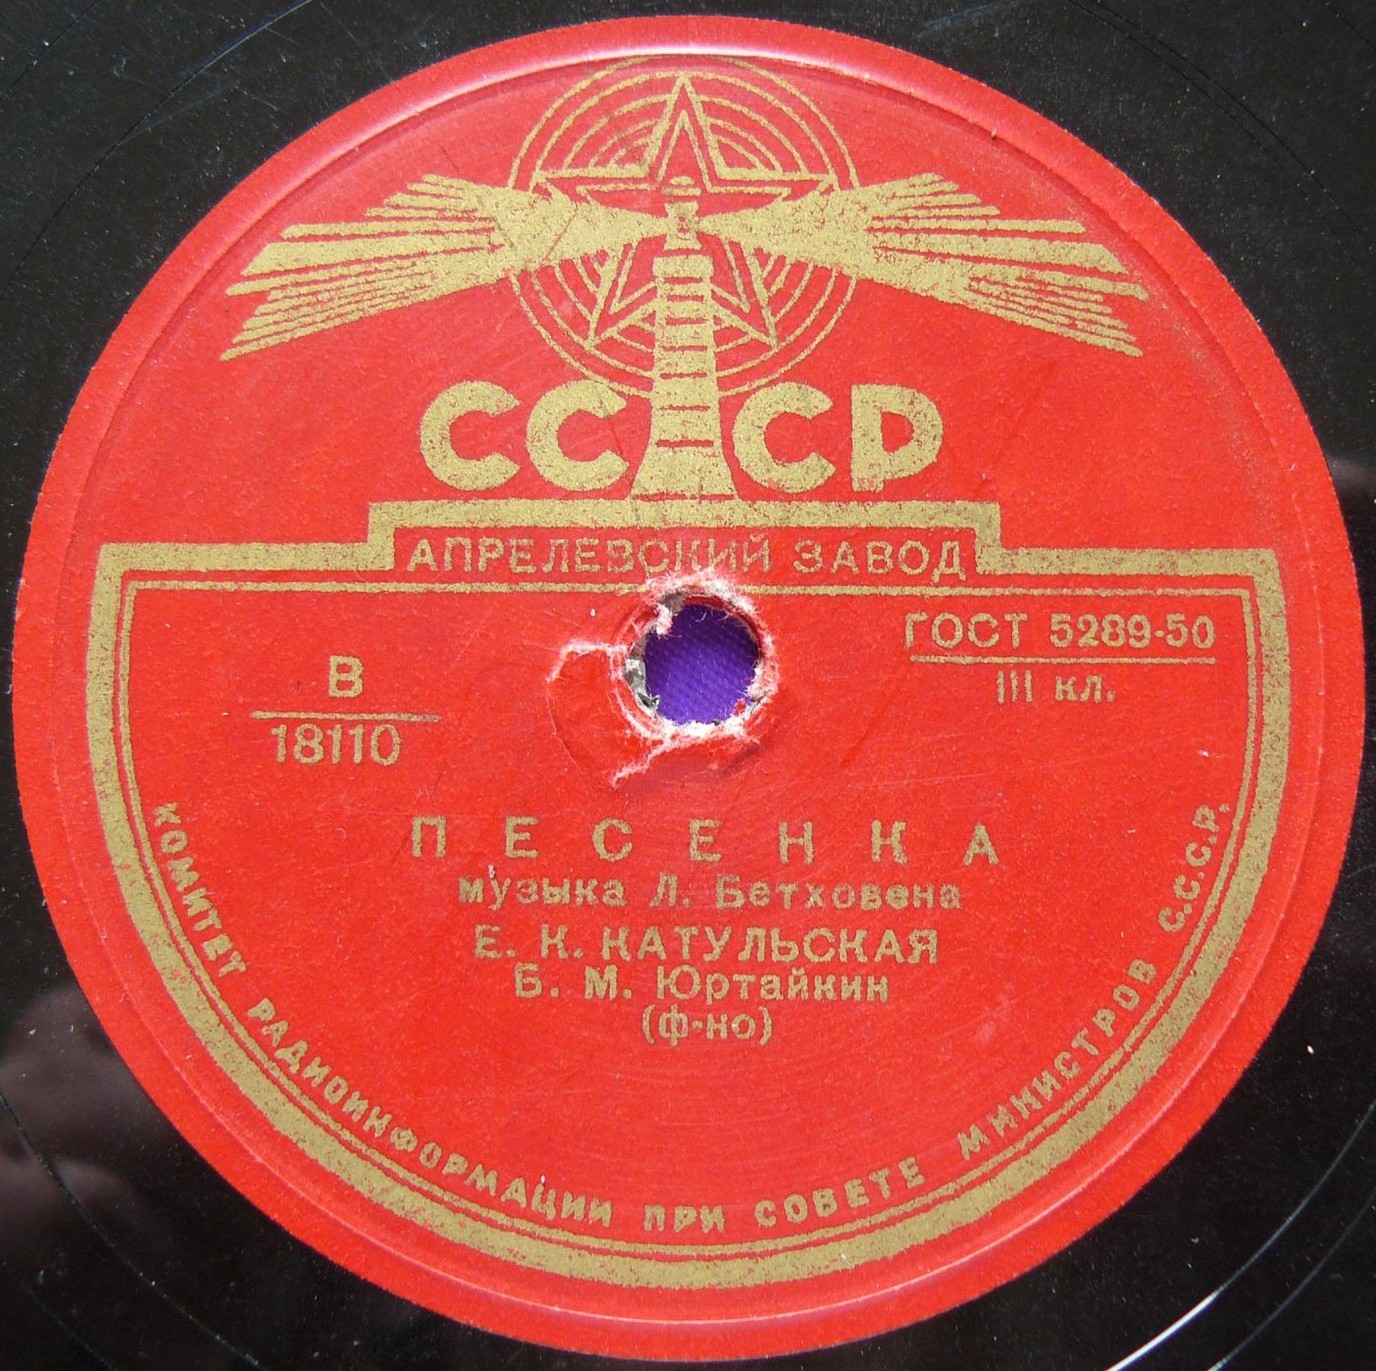 СССР
АПРЕЛЕВСКИЙ ЗАВОД
ГОСТ 5289-50
III кл.
В
18110
ПЕСЕНКА
музыка Л. Бетховена
Е. К. КАТУЛЬСКАЯ
Б. М. Юртайкин
(ф-но)
КОМИТЕТ РАДИОИНФОРМАЦИИ ПРИ СОВЕТЕ МИНИСТРОВ С.С.С.Р.